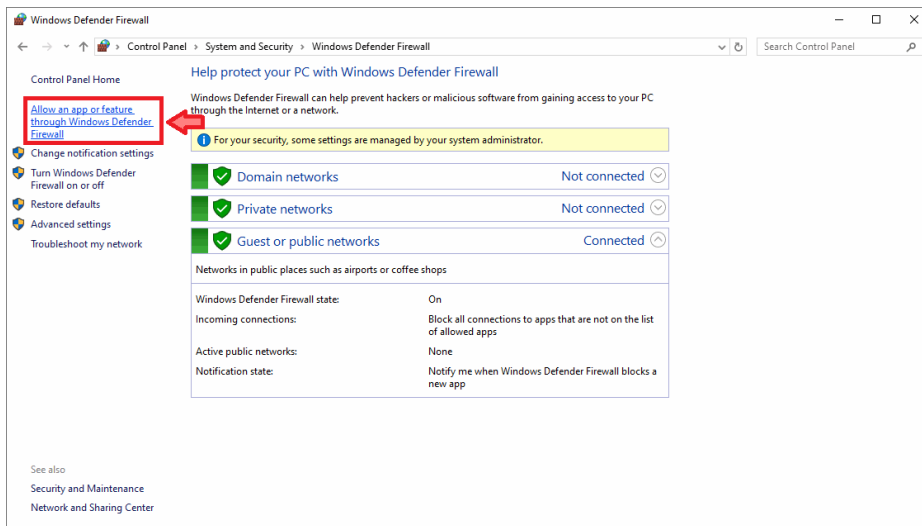 Windows Defender Firewall
Control Panel > System and Security > Windows Defender Firewall
Search Control Panel
Control Panel Home
Allow an app or feature
through Windows Defender
Firewall
Change notification settings
Turn Windows Defender
Firewall on or off
Restore defaults
Advanced settings
Troubleshoot my network
See also
Security and Maintenance
Network and Sharing Center
Help protect your PC with Windows Defender Firewall
Windows Defender Firewall can help prevent hackers or malicious software from gaining access to your PC
through the Internet or a network.
For your security, some settings are managed by your system administrator.
Domain networks Not connected
Private networks Not connected
Guest or public networks Connected
Networks in public places such as airports or coffee shops
Windows Defender Firewall state: On
Incoming connections: Block all connections to apps that are not on the list
of allowed apps
Active public networks: None
Notification state: Notify me when Windows Defender Firewall blocks a
new app